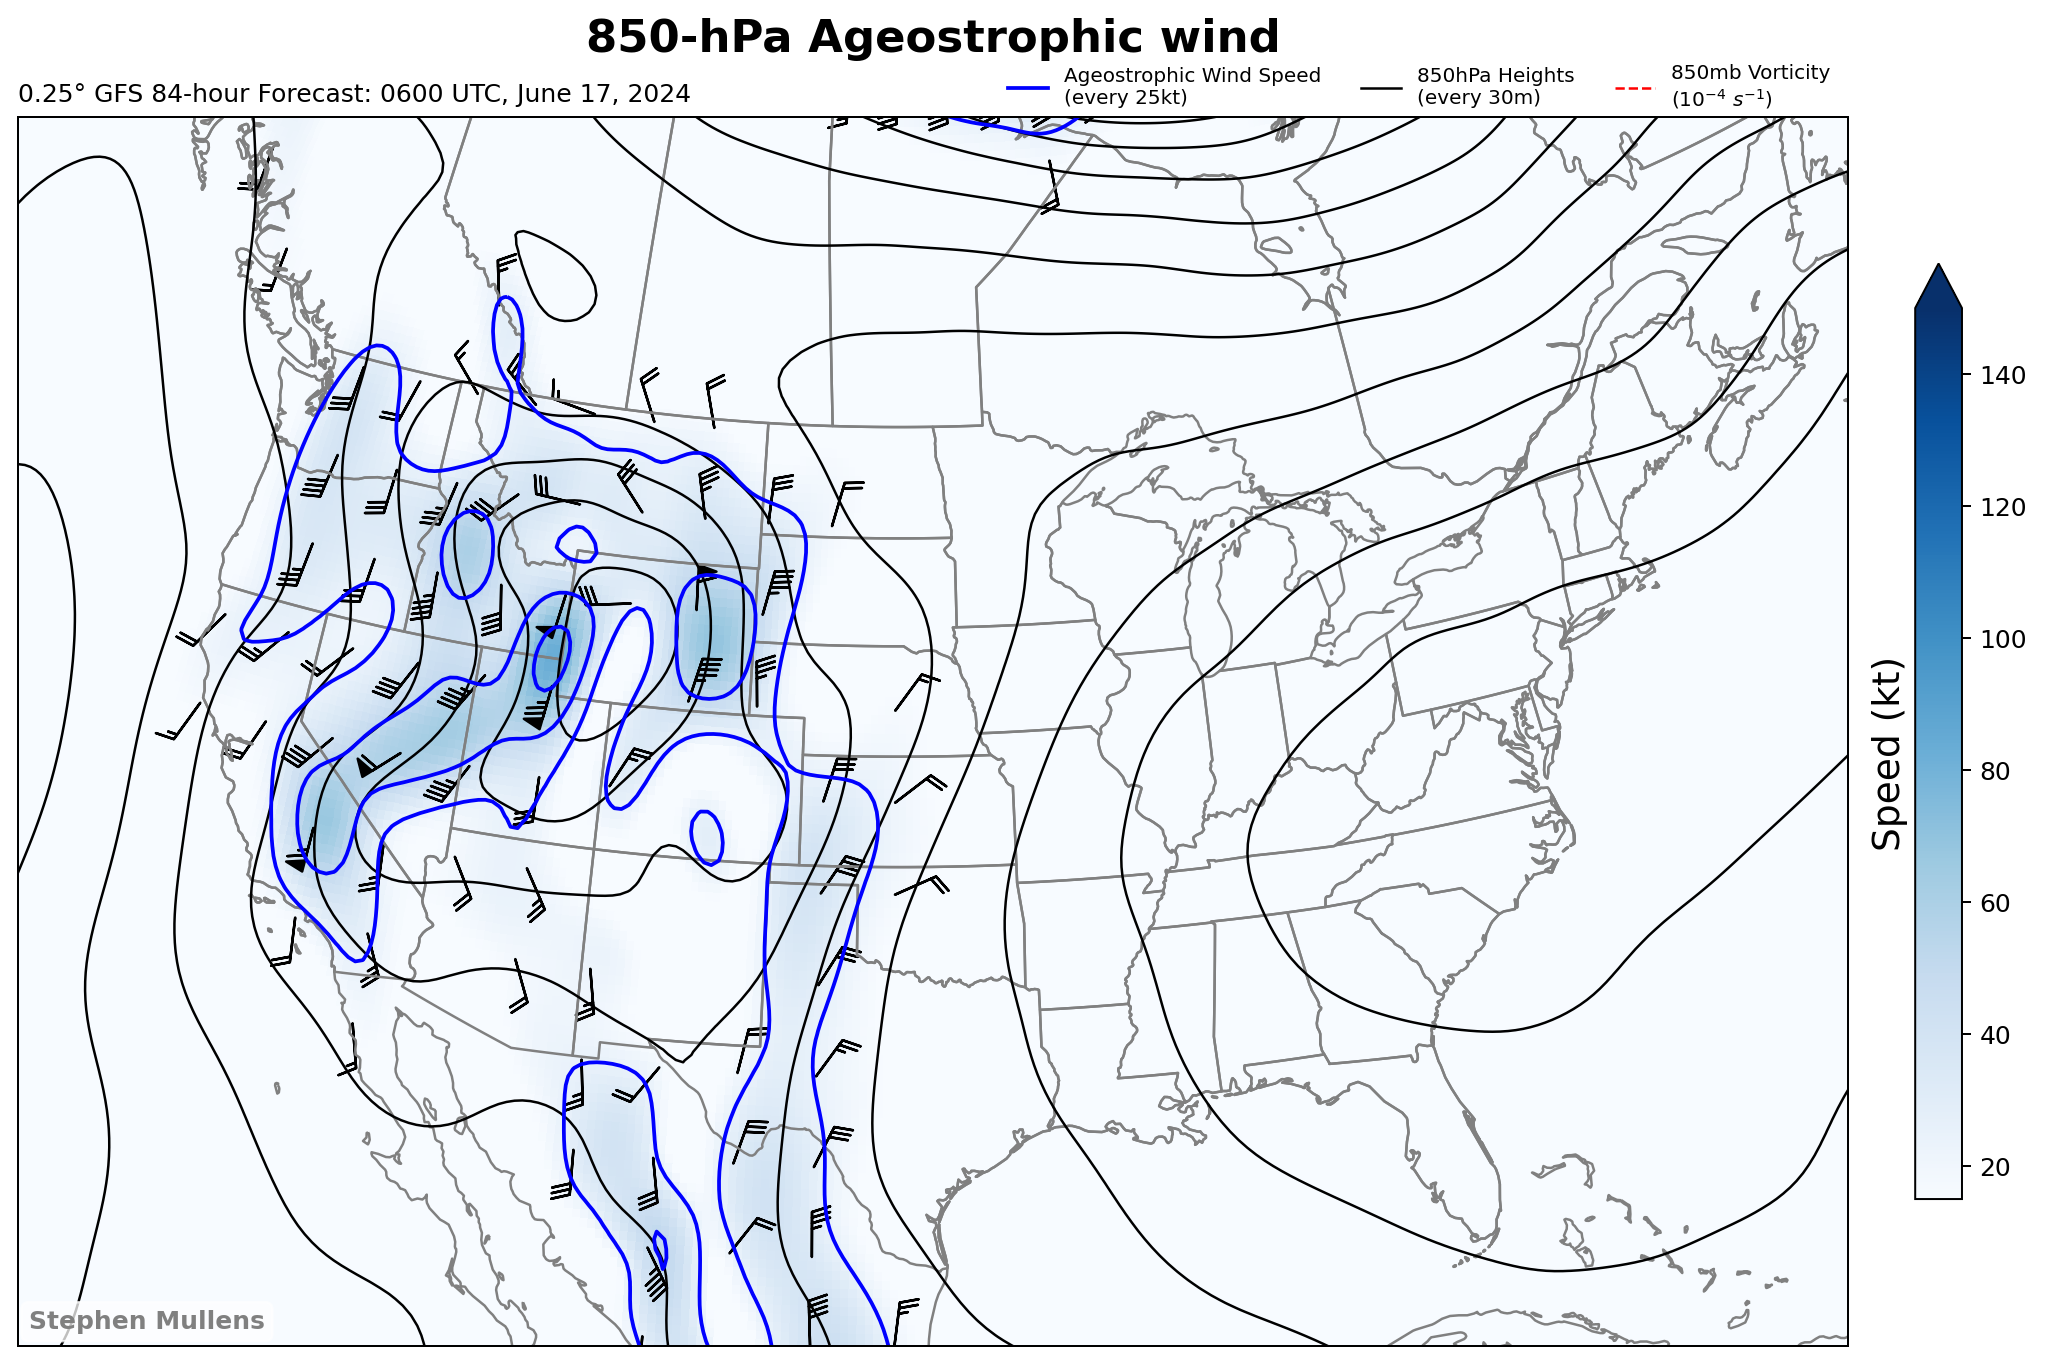 850-hPa Ageostrophic wind
0.25° GFS 84-hour Forecast: 0600 UTC, June 17, 2024
Ageostrophic Wind Speed
(every 25kt)
850hPa Heights
(every 30m)
850mb Vorticity
(10⁻⁴ s⁻¹)
140
120
100
80
60
40
20
Speed (kt)
Stephen Mullens